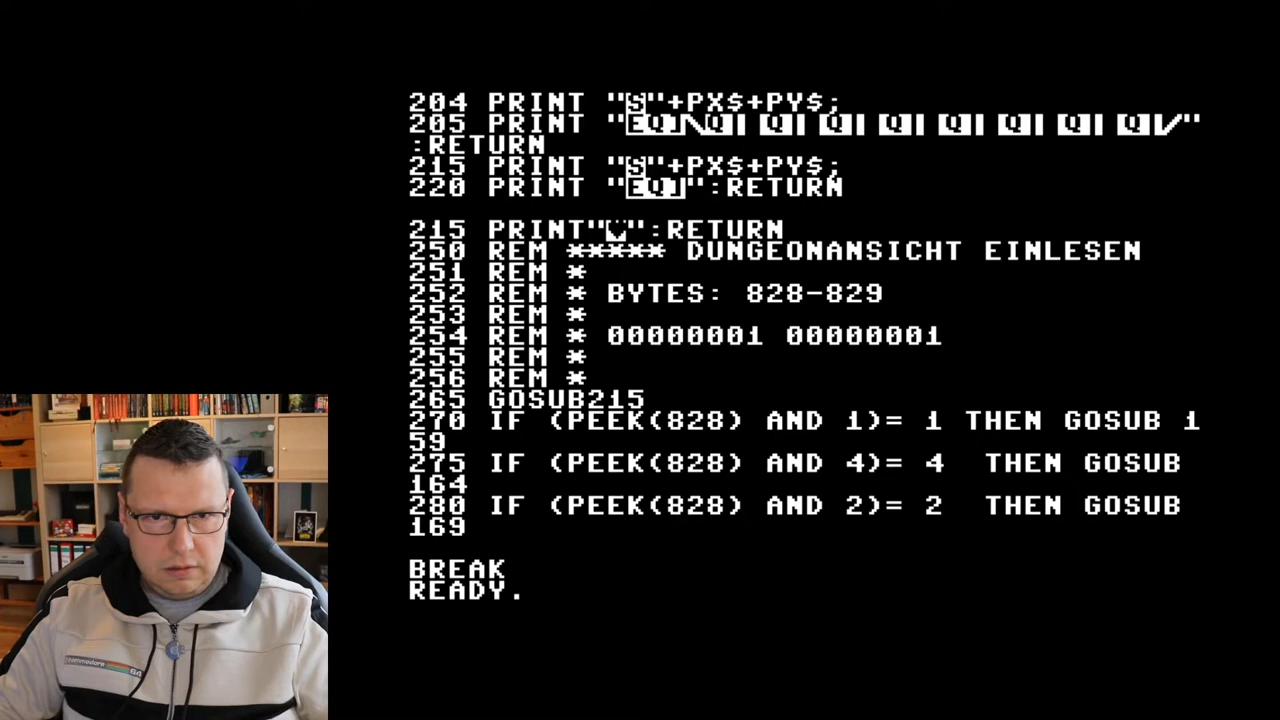 204 PRINT "S"+PX$+PY$;
205 PRINT "EQ]\Q| Q| Q| Q| Q| Q| Q| Q|/"
:RETURN
215 PRINT "S"+PX$+PY$;
220 PRINT "EQ]":RETURN
215 PRINT"♥":RETURN
250 REM ***** DUNGEONANSICHT EINLESEN
251 REM *
252 REM * BYTES: 828-829
253 REM *
254 REM * 00000001 00000001
255 REM *
256 REM *
265 GOSUB215
270 IF (PEEK(828) AND 1)= 1 THEN GOSUB 1
59
275 IF (PEEK(828) AND 4)= 4  THEN GOSUB
164
280 IF (PEEK(828) AND 2)= 2  THEN GOSUB
169
BREAK
READY.